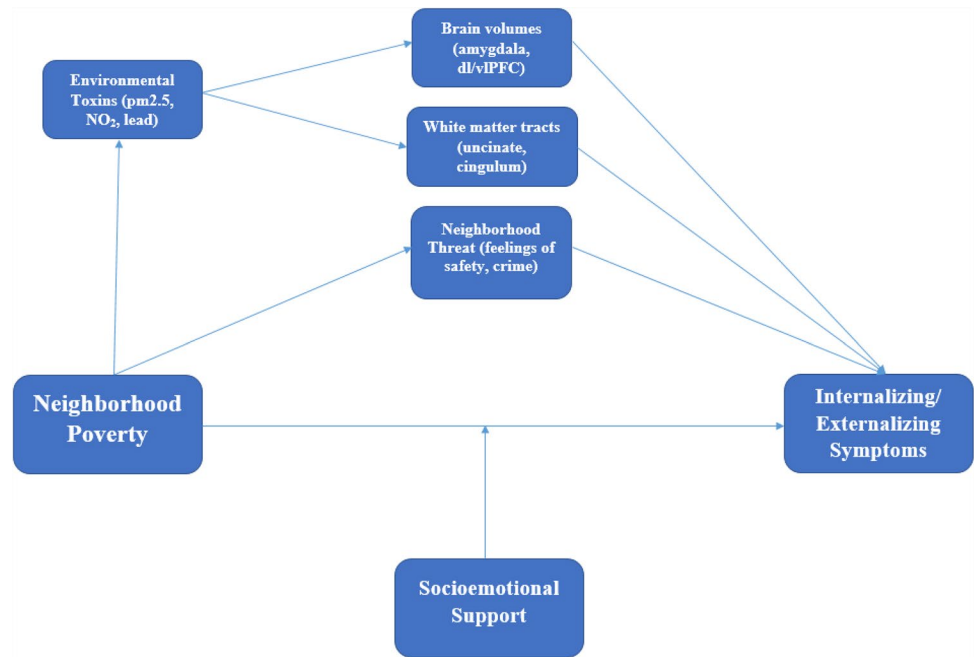 Brain volumes
(amygdala,
dl/vlPFC)
Environmental
Toxins (pm2.5,
NO₂, lead)
White matter tracts
(uncinate,
cingulum)
Neighborhood
Threat (feelings of
safety, crime)
Neighborhood
Poverty
Internalizing/
Externalizing
Symptoms
Socioemotional
Support